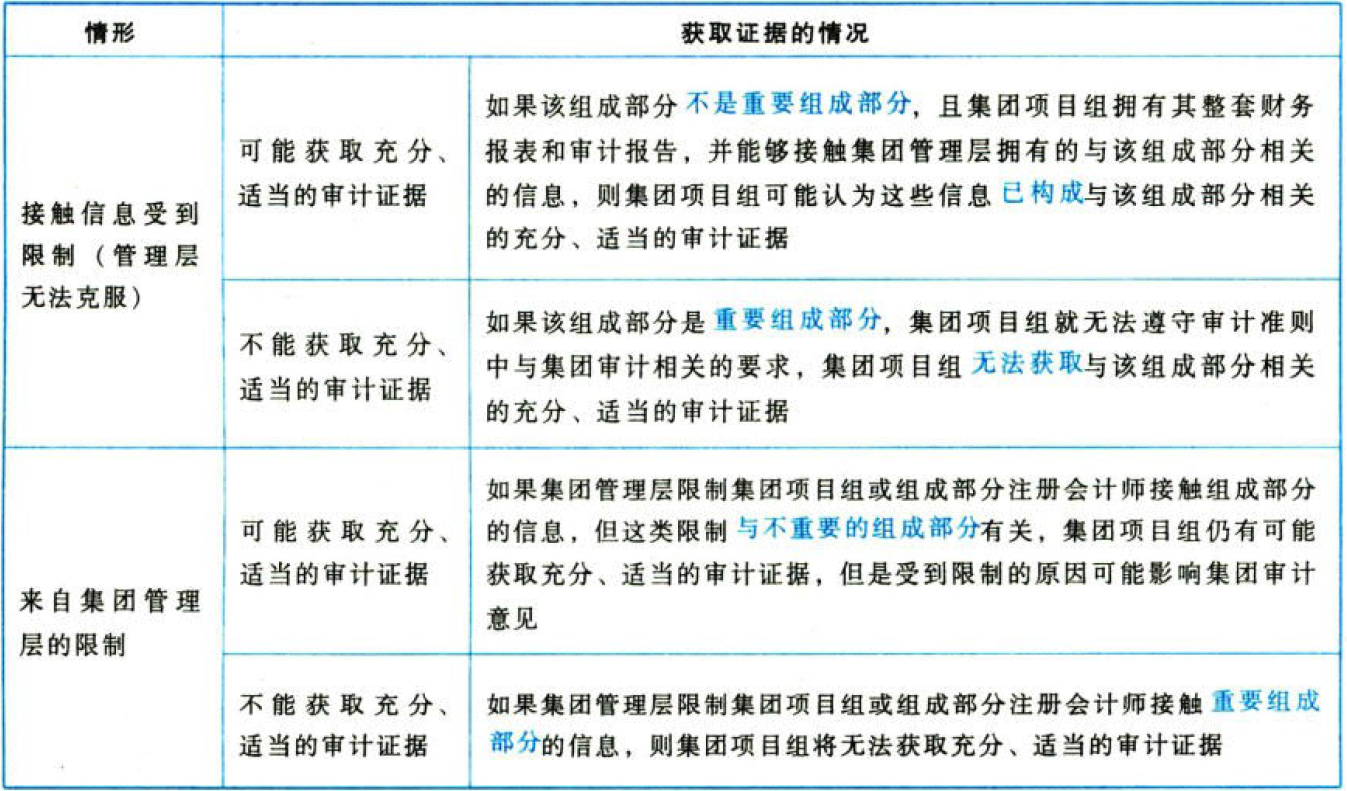 情形
获取证据的情况
接触信息受到
限制（管理层
无法克服）
可能获取充分、
适当的审计证据
如果该组成部分不是重要组成部分，且集团项目组拥有其整套财务
报表和审计报告，并能够接触集团管理层拥有的与该组成部分相关
的信息，则集团项目组可能认为这些信息已构成与该组成部分相关
的充分、适当的审计证据
不能获取充分、
适当的审计证据
如果该组成部分是重要组成部分，集团项目组就无法遵守审计准则
中与集团审计相关的要求，集团项目组无法获取与该组成部分相关
的充分、适当的审计证据
来自集团管理
层的限制
可能获取充分、
适当的审计证据
如果集团管理层限制集团项目组或组成部分注册会计师接触组成部分
的信息，但这类限制与不重要的组成部分有关，集团项目组仍有可能
获取充分、适当的审计证据，但是受到限制的原因可能影响集团审计
意见
不能获取充分、
适当的审计证据
如果集团管理层限制集团项目组或组成部分注册会计师接触重要组成
部分的信息，则集团项目组将无法获取充分、适当的审计证据